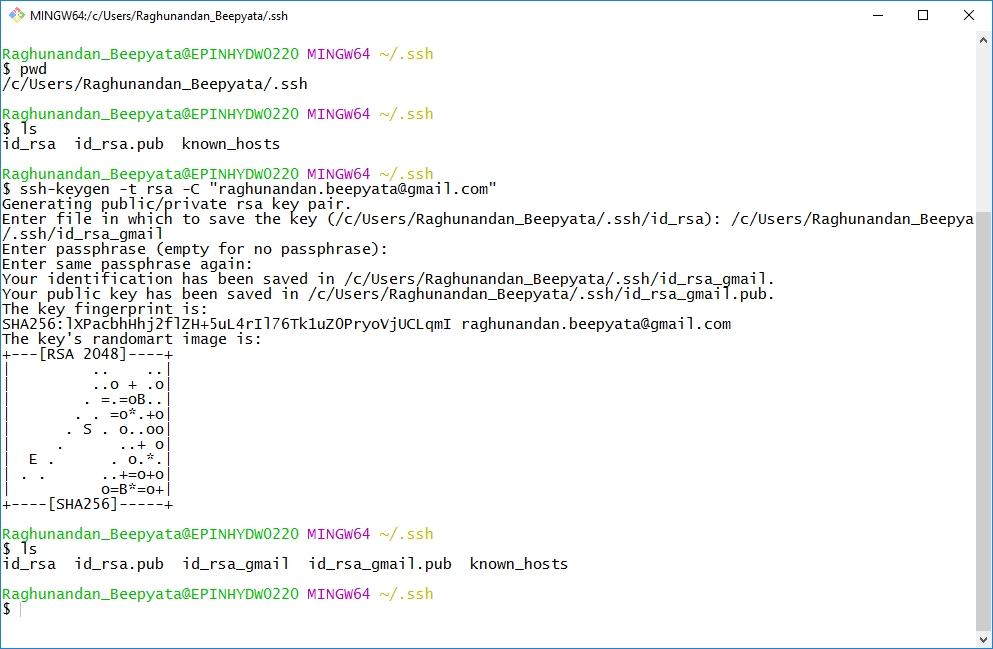 MINGW64:/c/Users/Raghunandan_Beepyata/.ssh
Raghunandan_Beepyata@EPINHYDW0220 MINGW64 ~/.ssh
$ pwd
/c/Users/Raghunandan_Beepyata/.ssh
Raghunandan_Beepyata@EPINHYDW0220 MINGW64 ~/.ssh
$ ls
id_rsa  id_rsa.pub  known_hosts
Raghunandan_Beepyata@EPINHYDW0220 MINGW64 ~/.ssh
$ ssh-keygen -t rsa -C "raghunandan.beepyata@gmail.com"
Generating public/private rsa key pair.
Enter file in which to save the key (/c/Users/Raghunandan_Beepyata/.ssh/id_rsa): /c/Users/Raghunandan_Beepya
/.ssh/id_rsa_gmail
Enter passphrase (empty for no passphrase):
Enter same passphrase again:
Your identification has been saved in /c/Users/Raghunandan_Beepyata/.ssh/id_rsa_gmail.
Your public key has been saved in /c/Users/Raghunandan_Beepyata/.ssh/id_rsa_gmail.pub.
The key fingerprint is:
SHA256:lXPacbhHhj2flZH+5uL4rIl76Tk1uZ0PryoVjUCLqmI raghunandan.beepyata@gmail.com
The key's randomart image is:
+---[RSA 2048]----+
|          ..    ..|
|          ..o + .o|
|         . =.=oB..|
|        . . =o*.+o|
|       . S . o..oo|
|      .      ..+ o|
|  E .       . o.*.|
| . .       ..+=o+o|
|           o=B*=o+|
+----[SHA256]-----+
Raghunandan_Beepyata@EPINHYDW0220 MINGW64 ~/.ssh
$ ls
id_rsa  id_rsa.pub  id_rsa_gmail  id_rsa_gmail.pub  known_hosts
Raghunandan_Beepyata@EPINHYDW0220 MINGW64 ~/.ssh
$